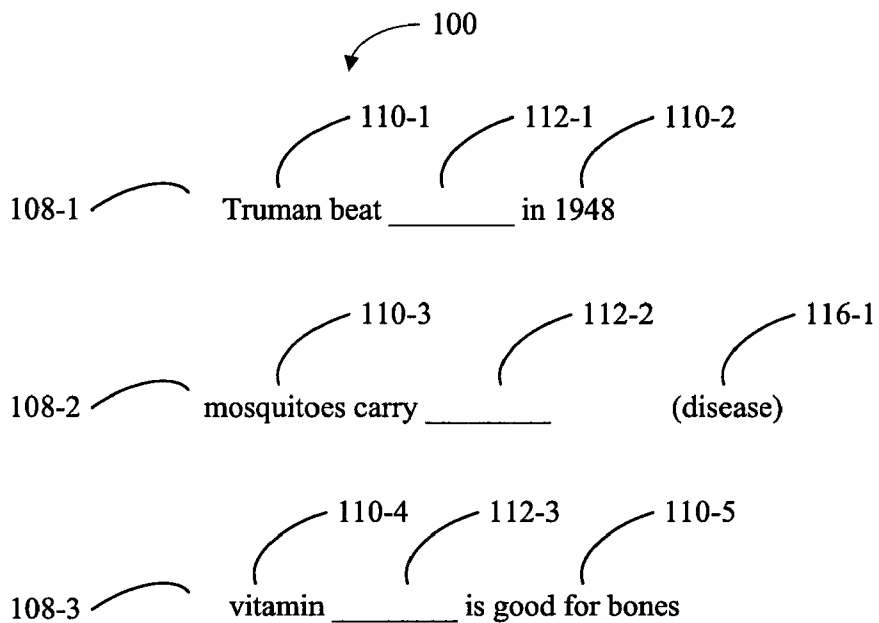 100
110-1 112-1 110-2
108-1 Truman beat ________ in 1948
110-3 112-2 116-1
108-2 mosquitoes carry ________ (disease)
110-4 112-3 110-5
108-3 vitamin ________ is good for bones